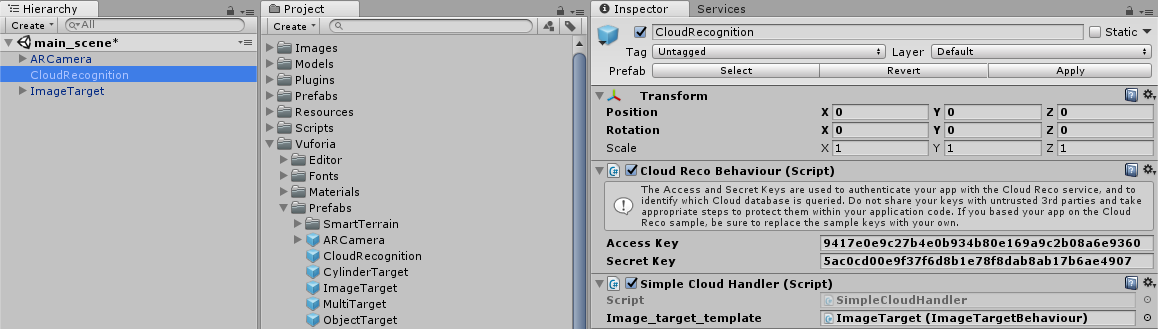 Hierarchy
Create
All
main_scene*
ARCamera
CloudRecognition
ImageTarget
Project
Create
Images
Models
Plugins
Prefabs
Resources
Scripts
Vuforia
Editor
Fonts
Materials
Prefabs
SmartTerrain
ARCamera
CloudRecognition
CylinderTarget
ImageTarget
MultiTarget
ObjectTarget
Inspector Services
CloudRecognition Static
Tag Untagged Layer Default
Prefab Select Revert Apply
Transform
Position X 0 Y 0 Z 0
Rotation X 0 Y 0 Z 0
Scale X 1 Y 1 Z 1
Cloud Reco Behaviour (Script)
The Access and Secret Keys are used to authenticate your app with the Cloud Reco service, and to
identify which Cloud database is queried. Do not share your keys with untrusted 3rd parties and take
appropriate steps to protect them within your application code. If you based your app on the Cloud
Reco sample, be sure to replace the sample keys with your own.
Access Key 9417e0e9c27b4e0b934b80e169a9c2b08a6e9360
Secret Key 5ac0cd00e9f37f6d8b1e78f8dab8ab17b6ae4907
Simple Cloud Handler (Script)
Script SimpleCloudHandler
Image_target_template ImageTarget (ImageTargetBehaviour)